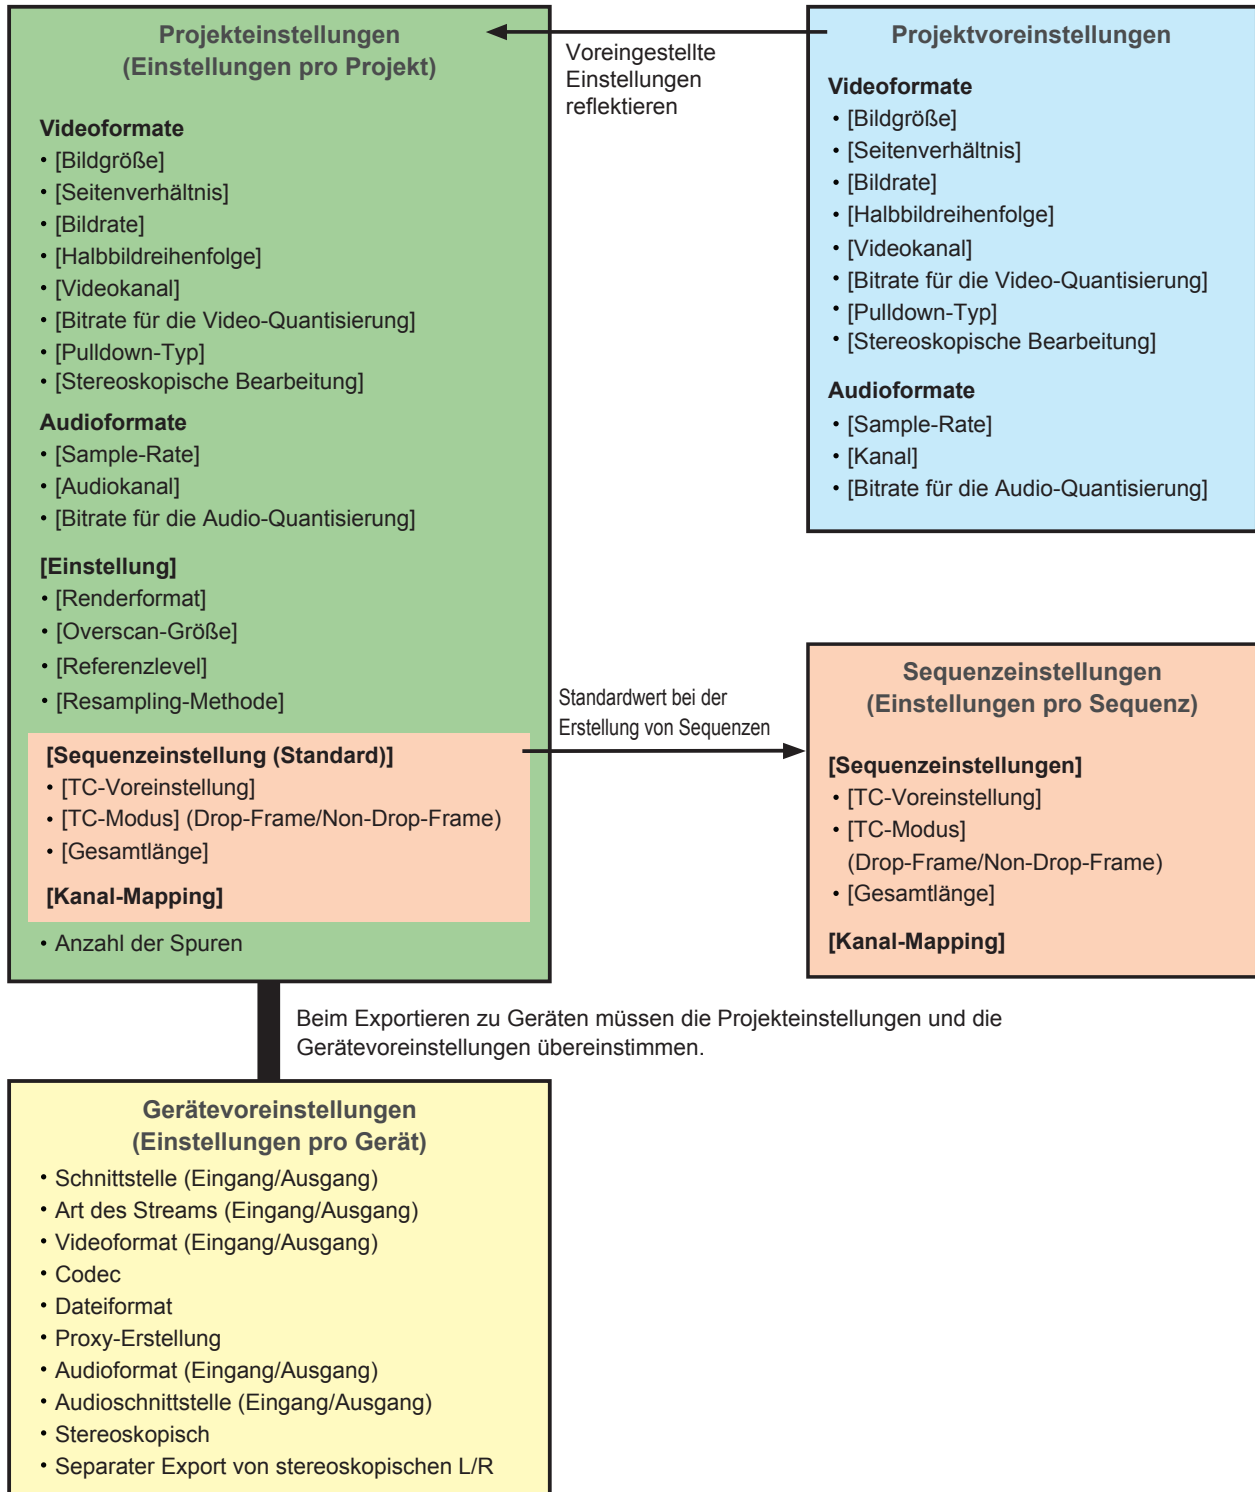 Projekteinstellungen
(Einstellungen pro Projekt)
Videoformate
• [Bildgröße]
• [Seitenverhältnis]
• [Bildrate]
• [Halbbildreihenfolge]
• [Videokanal]
• [Bitrate für die Video-Quantisierung]
• [Pulldown-Typ]
• [Stereoskopische Bearbeitung]
Audioformate
• [Sample-Rate]
• [Audiokanal]
• [Bitrate für die Audio-Quantisierung]
[Einstellung]
• [Renderformat]
• [Overscan-Größe]
• [Referenzlevel]
• [Resampling-Methode]
[Sequenzeinstellung (Standard)]
• [TC-Voreinstellung]
• [TC-Modus] (Drop-Frame/Non-Drop-Frame)
• [Gesamtlänge]
[Kanal-Mapping]
• Anzahl der Spuren
Voreingestellte
Einstellungen
reflektieren
Projektvoreinstellungen
Videoformate
• [Bildgröße]
• [Seitenverhältnis]
• [Bildrate]
• [Halbbildreihenfolge]
• [Videokanal]
• [Bitrate für die Video-Quantisierung]
• [Pulldown-Typ]
• [Stereoskopische Bearbeitung]
Audioformate
• [Sample-Rate]
• [Kanal]
• [Bitrate für die Audio-Quantisierung]
Standardwert bei der
Erstellung von Sequenzen
Sequenzeinstellungen
(Einstellungen pro Sequenz)
[Sequenzeinstellungen]
• [TC-Voreinstellung]
• [TC-Modus]
(Drop-Frame/Non-Drop-Frame)
• [Gesamtlänge]
[Kanal-Mapping]
Beim Exportieren zu Geräten müssen die Projekteinstellungen und die
Gerätevoreinstellungen übereinstimmen.
Gerätevoreinstellungen
(Einstellungen pro Gerät)
• Schnittstelle (Eingang/Ausgang)
• Art des Streams (Eingang/Ausgang)
• Videoformat (Eingang/Ausgang)
• Codec
• Dateiformat
• Proxy-Erstellung
• Audioformat (Eingang/Ausgang)
• Audioschnittstelle (Eingang/Ausgang)
• Stereoskopisch
• Separater Export von stereoskopischen L/R